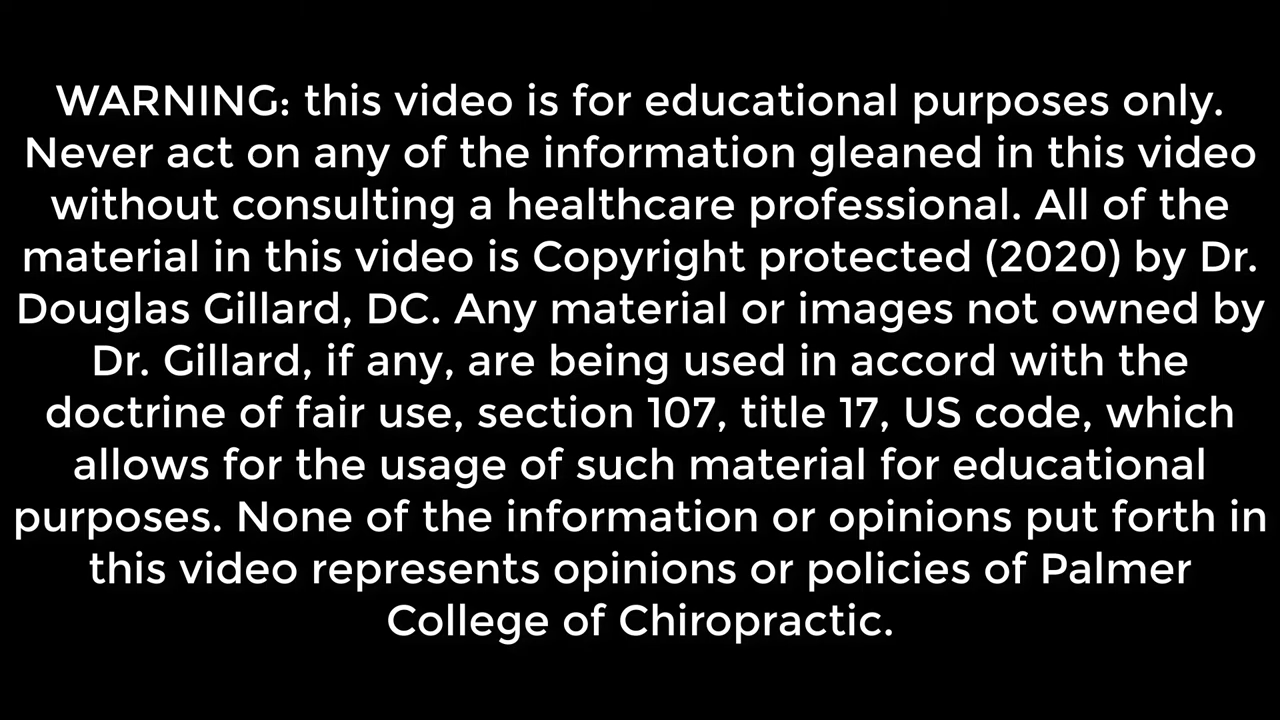 WARNING: this video is for educational purposes only.
Never act on any of the information gleaned in this video
without consulting a healthcare professional. All of the
material in this video is Copyright protected (2020) by Dr.
Douglas Gillard, DC. Any material or images not owned by
Dr. Gillard, if any, are being used in accord with the
doctrine of fair use, section 107, title 17, US code, which
allows for the usage of such material for educational
purposes. None of the information or opinions put forth in
this video represents opinions or policies of Palmer
College of Chiropractic.